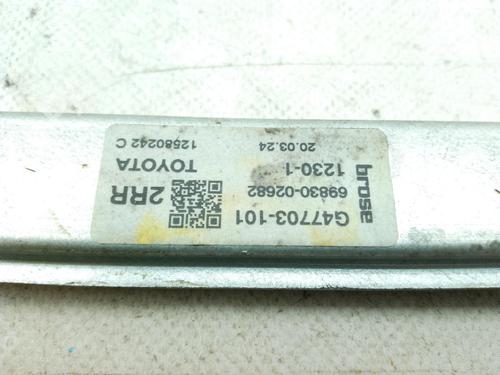 brose
G47703-101
69830-02682
1230-1
20.03.24
2RR
TOYOTA
12580242 C